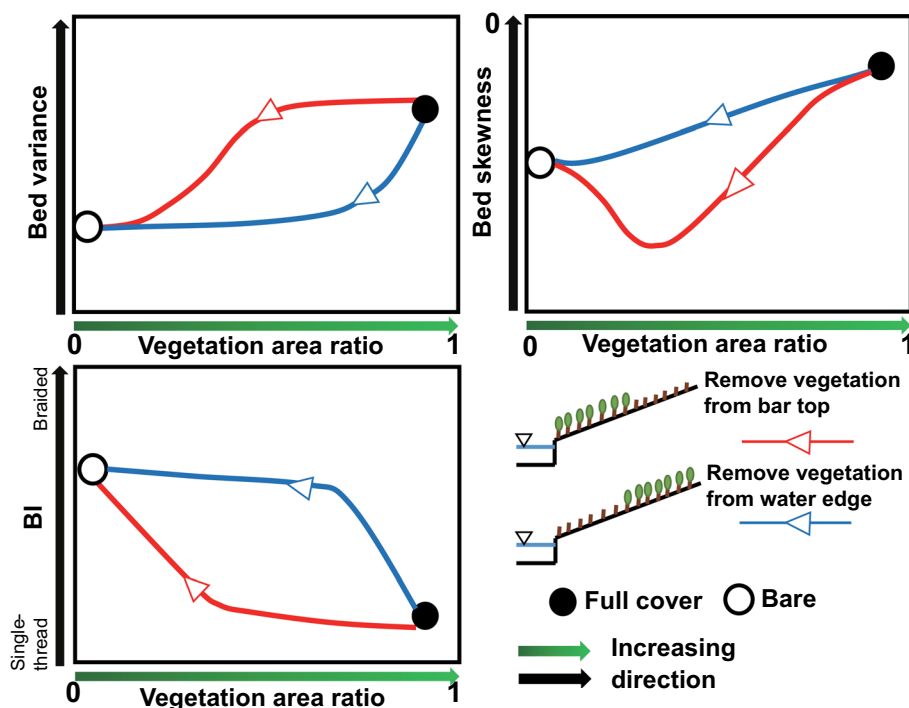 Bed variance
0
Vegetation area ratio
1
0
Bed skewness
0
Vegetation area ratio
1
Braided
BI
Single-
thread
0
Vegetation area ratio
1
Remove vegetation
from bar top
Remove vegetation
from water edge
Full cover
Bare
Increasing
direction